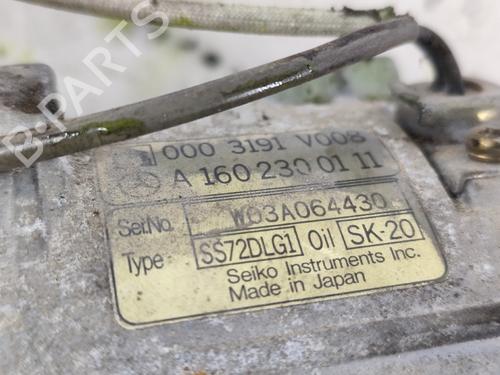 B-PARTS
000 3191 V008
A 160 230 01 11
Ser.No. W03A064430
Type SS72DLG1 Oil SK-20
Seiko Instruments Inc.
Made in Japan